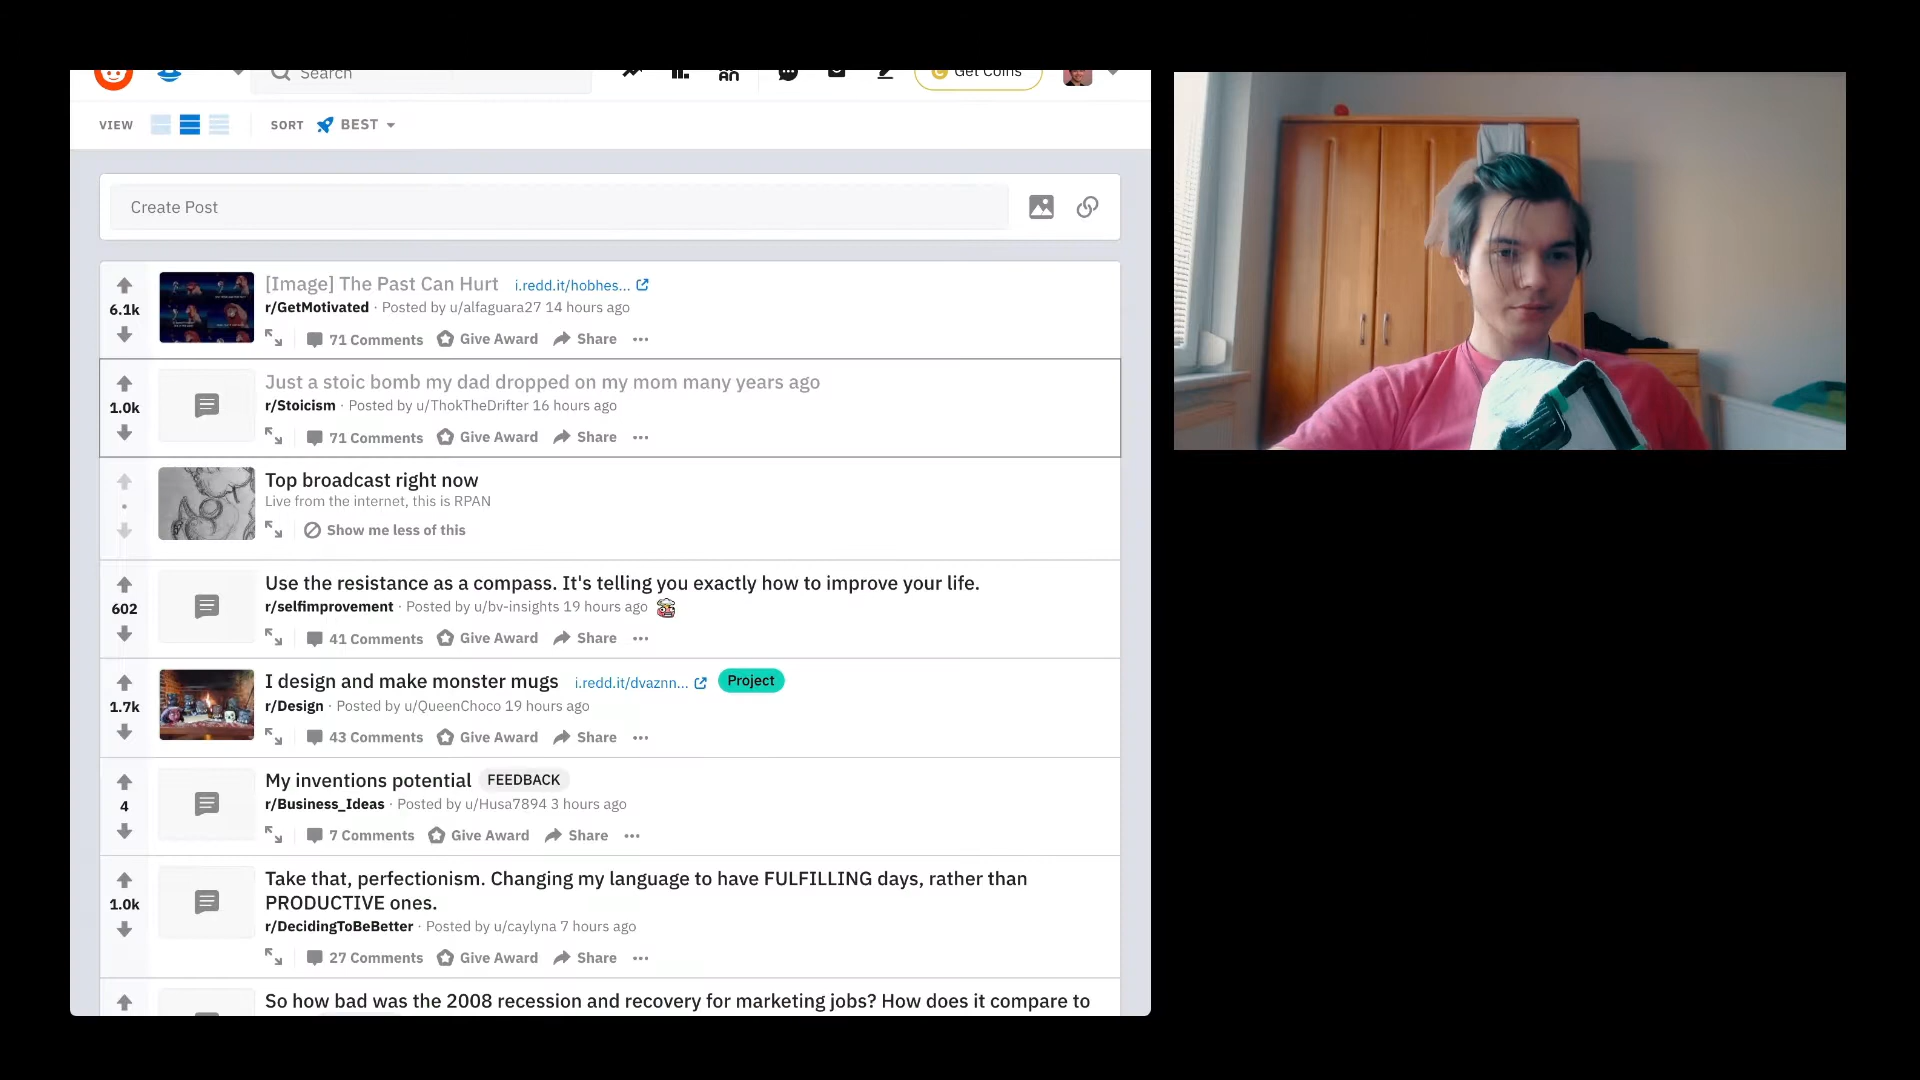 Search
Get Coins
VIEW SORT BEST
Create Post
[Image] The Past Can Hurt i.redd.it/hobhes...
6.1k
r/GetMotivated · Posted by u/alfaguara27 14 hours ago
71 Comments Give Award Share
Just a stoic bomb my dad dropped on my mom many years ago
1.0k
r/Stoicism · Posted by u/ThokTheDrifter 16 hours ago
71 Comments Give Award Share
Top broadcast right now
Live from the internet, this is RPAN
Show me less of this
Use the resistance as a compass. It's telling you exactly how to improve your life.
602
r/selfimprovement · Posted by u/bv-insights 19 hours ago
41 Comments Give Award Share
I design and make monster mugs i.redd.it/dvaznn... Project
1.7k
r/Design · Posted by u/QueenChoco 19 hours ago
43 Comments Give Award Share
My inventions potential FEEDBACK
4
r/Business_Ideas · Posted by u/Husa7894 3 hours ago
7 Comments Give Award Share
Take that, perfectionism. Changing my language to have FULFILLING days, rather than
PRODUCTIVE ones.
1.0k
r/DecidingToBeBetter · Posted by u/caylyna 7 hours ago
27 Comments Give Award Share
So how bad was the 2008 recession and recovery for marketing jobs? How does it compare to